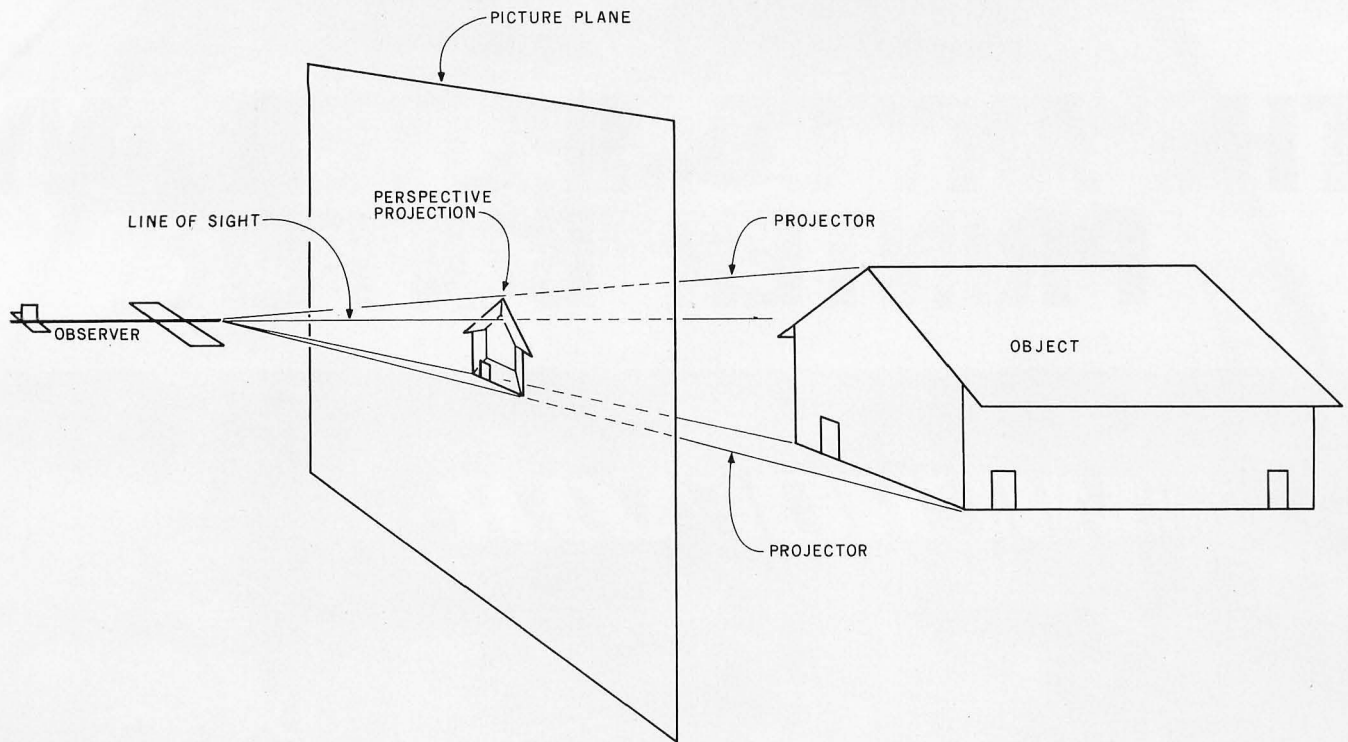 PICTURE PLANE
PERSPECTIVE
PROJECTION
LINE OF SIGHT
PROJECTOR
OBSERVER
OBJECT
PROJECTOR